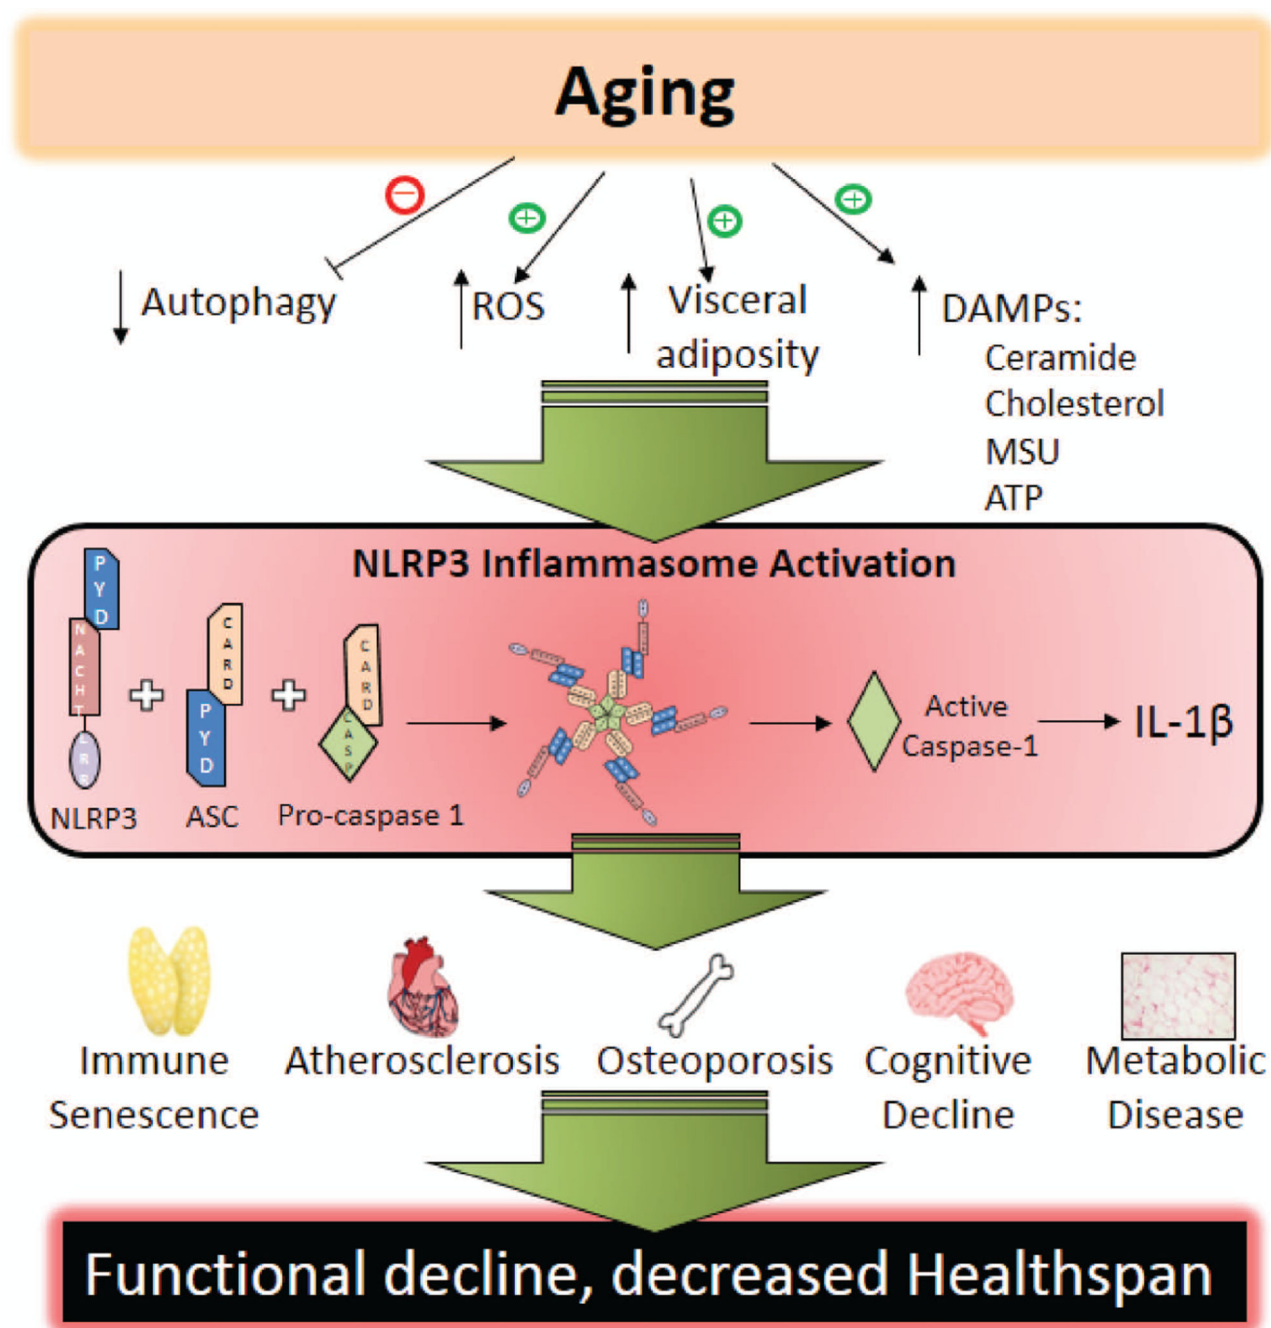 Aging
Autophagy
ROS
Visceral
adiposity
DAMPs:
Ceramide
Cholesterol
MSU
ATP
NLRP3 Inflammasome Activation
PYD
NACHT
LRR
NLRP3
+
CARD
PYD
ASC
+
CARD
CASP
Pro-caspase 1
Active
Caspase-1
IL-1β
Immune
Senescence
Atherosclerosis
Osteoporosis
Cognitive
Decline
Metabolic
Disease
Functional decline, decreased Healthspan